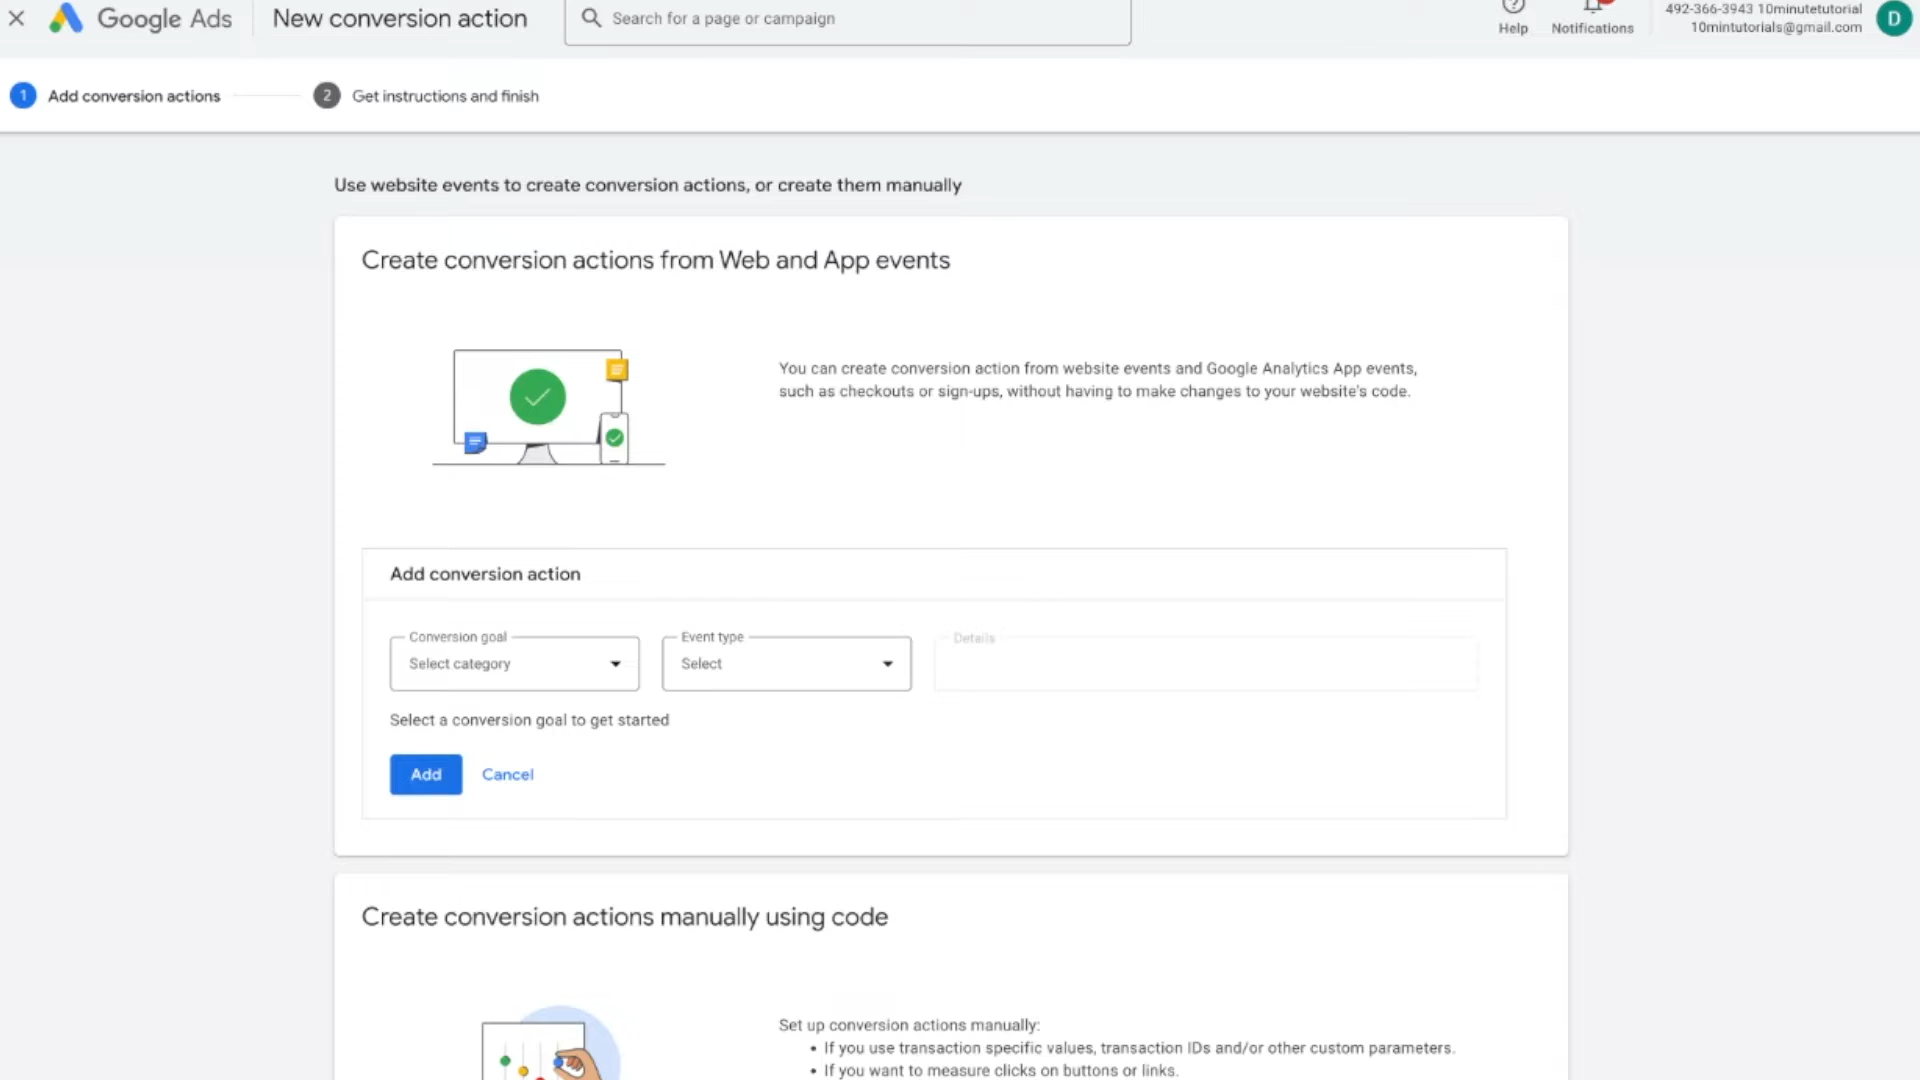 Google Ads
New conversion action
Search for a page or campaign
Help
Notifications
492-366-3943 10minutetutorial
10mintutorials@gmail.com
D
1 Add conversion actions
2 Get instructions and finish
Use website events to create conversion actions, or create them manually
Create conversion actions from Web and App events
You can create conversion action from website events and Google Analytics App events,
such as checkouts or sign-ups, without having to make changes to your website's code.
Add conversion action
Conversion goal
Select category
Event type
Select
Details
Select a conversion goal to get started
Add
Cancel
Create conversion actions manually using code
Set up conversion actions manually:
• If you use transaction specific values, transaction IDs and/or other custom parameters.
• If you want to measure clicks on buttons or links.